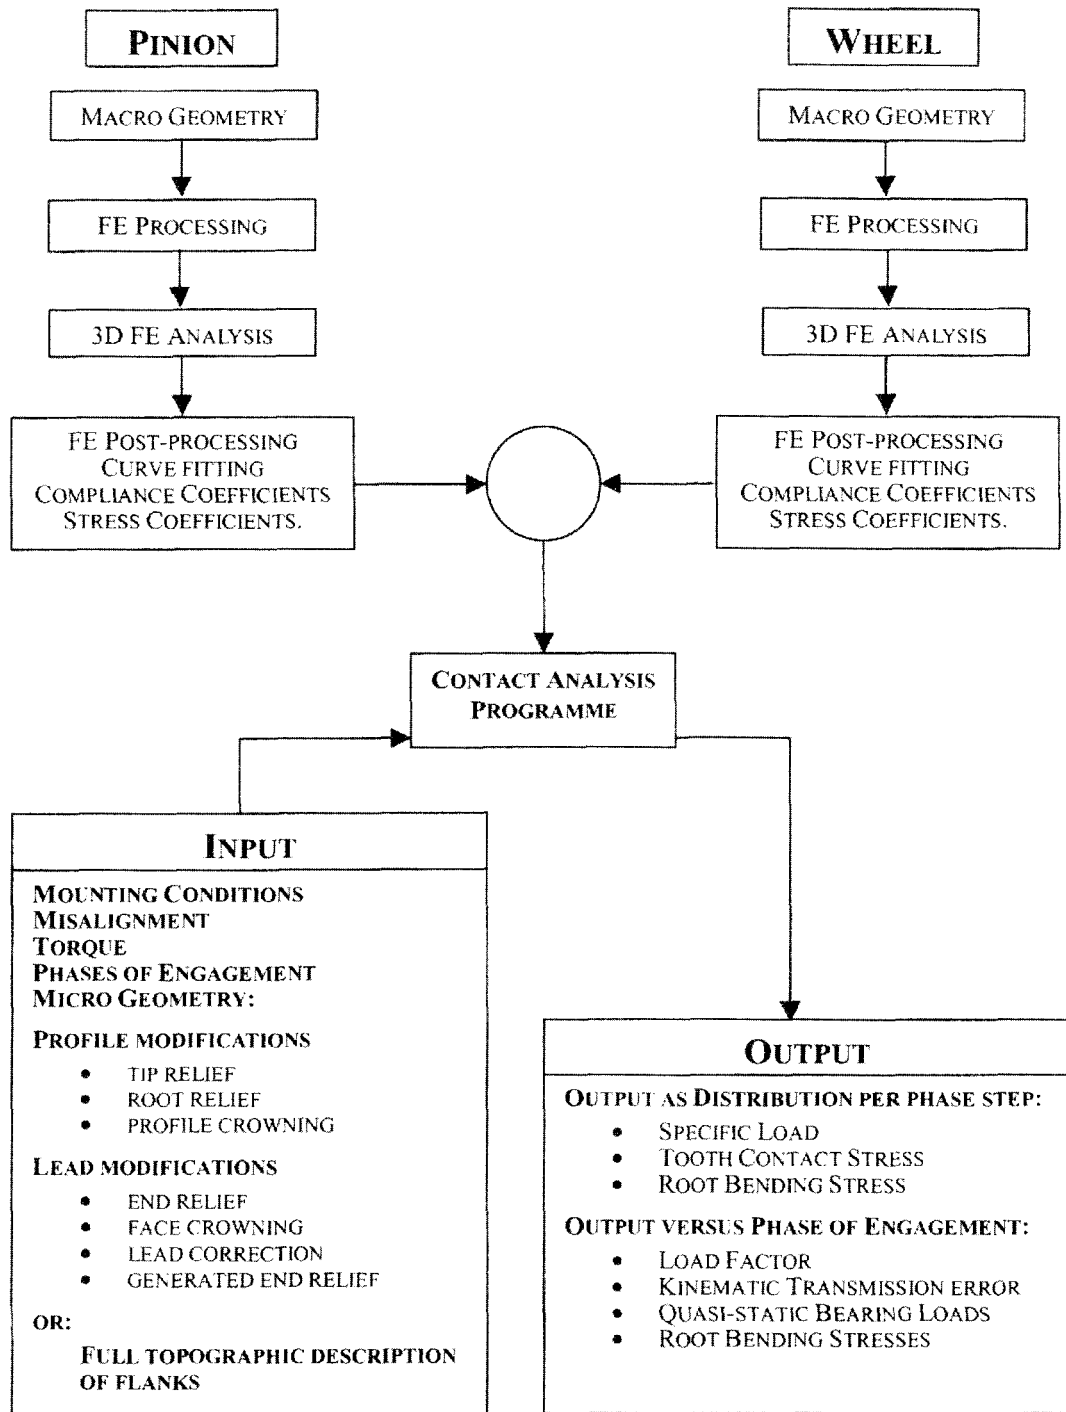 PINION
MACRO GEOMETRY
FE PROCESSING
3D FE ANALYSIS
FE POST-PROCESSING
CURVE FITTING
COMPLIANCE COEFFICIENTS
STRESS COEFFICIENTS.
WHEEL
MACRO GEOMETRY
FE PROCESSING
3D FE ANALYSIS
FE POST-PROCESSING
CURVE FITTING
COMPLIANCE COEFFICIENTS
STRESS COEFFICIENTS.
CONTACT ANALYSIS
PROGRAMME
INPUT
MOUNTING CONDITIONS
MISALIGNMENT
TORQUE
PHASES OF ENGAGEMENT
MICRO GEOMETRY:
PROFILE MODIFICATIONS
• TIP RELIEF
• ROOT RELIEF
• PROFILE CROWNING
LEAD MODIFICATIONS
• END RELIEF
• FACE CROWNING
• LEAD CORRECTION
• GENERATED END RELIEF
OR:
FULL TOPOGRAPHIC DESCRIPTION
OF FLANKS
OUTPUT
OUTPUT AS DISTRIBUTION PER PHASE STEP:
• SPECIFIC LOAD
• TOOTH CONTACT STRESS
• ROOT BENDING STRESS
OUTPUT VERSUS PHASE OF ENGAGEMENT:
• LOAD FACTOR
• KINEMATIC TRANSMISSION ERROR
• QUASI-STATIC BEARING LOADS
• ROOT BENDING STRESSES